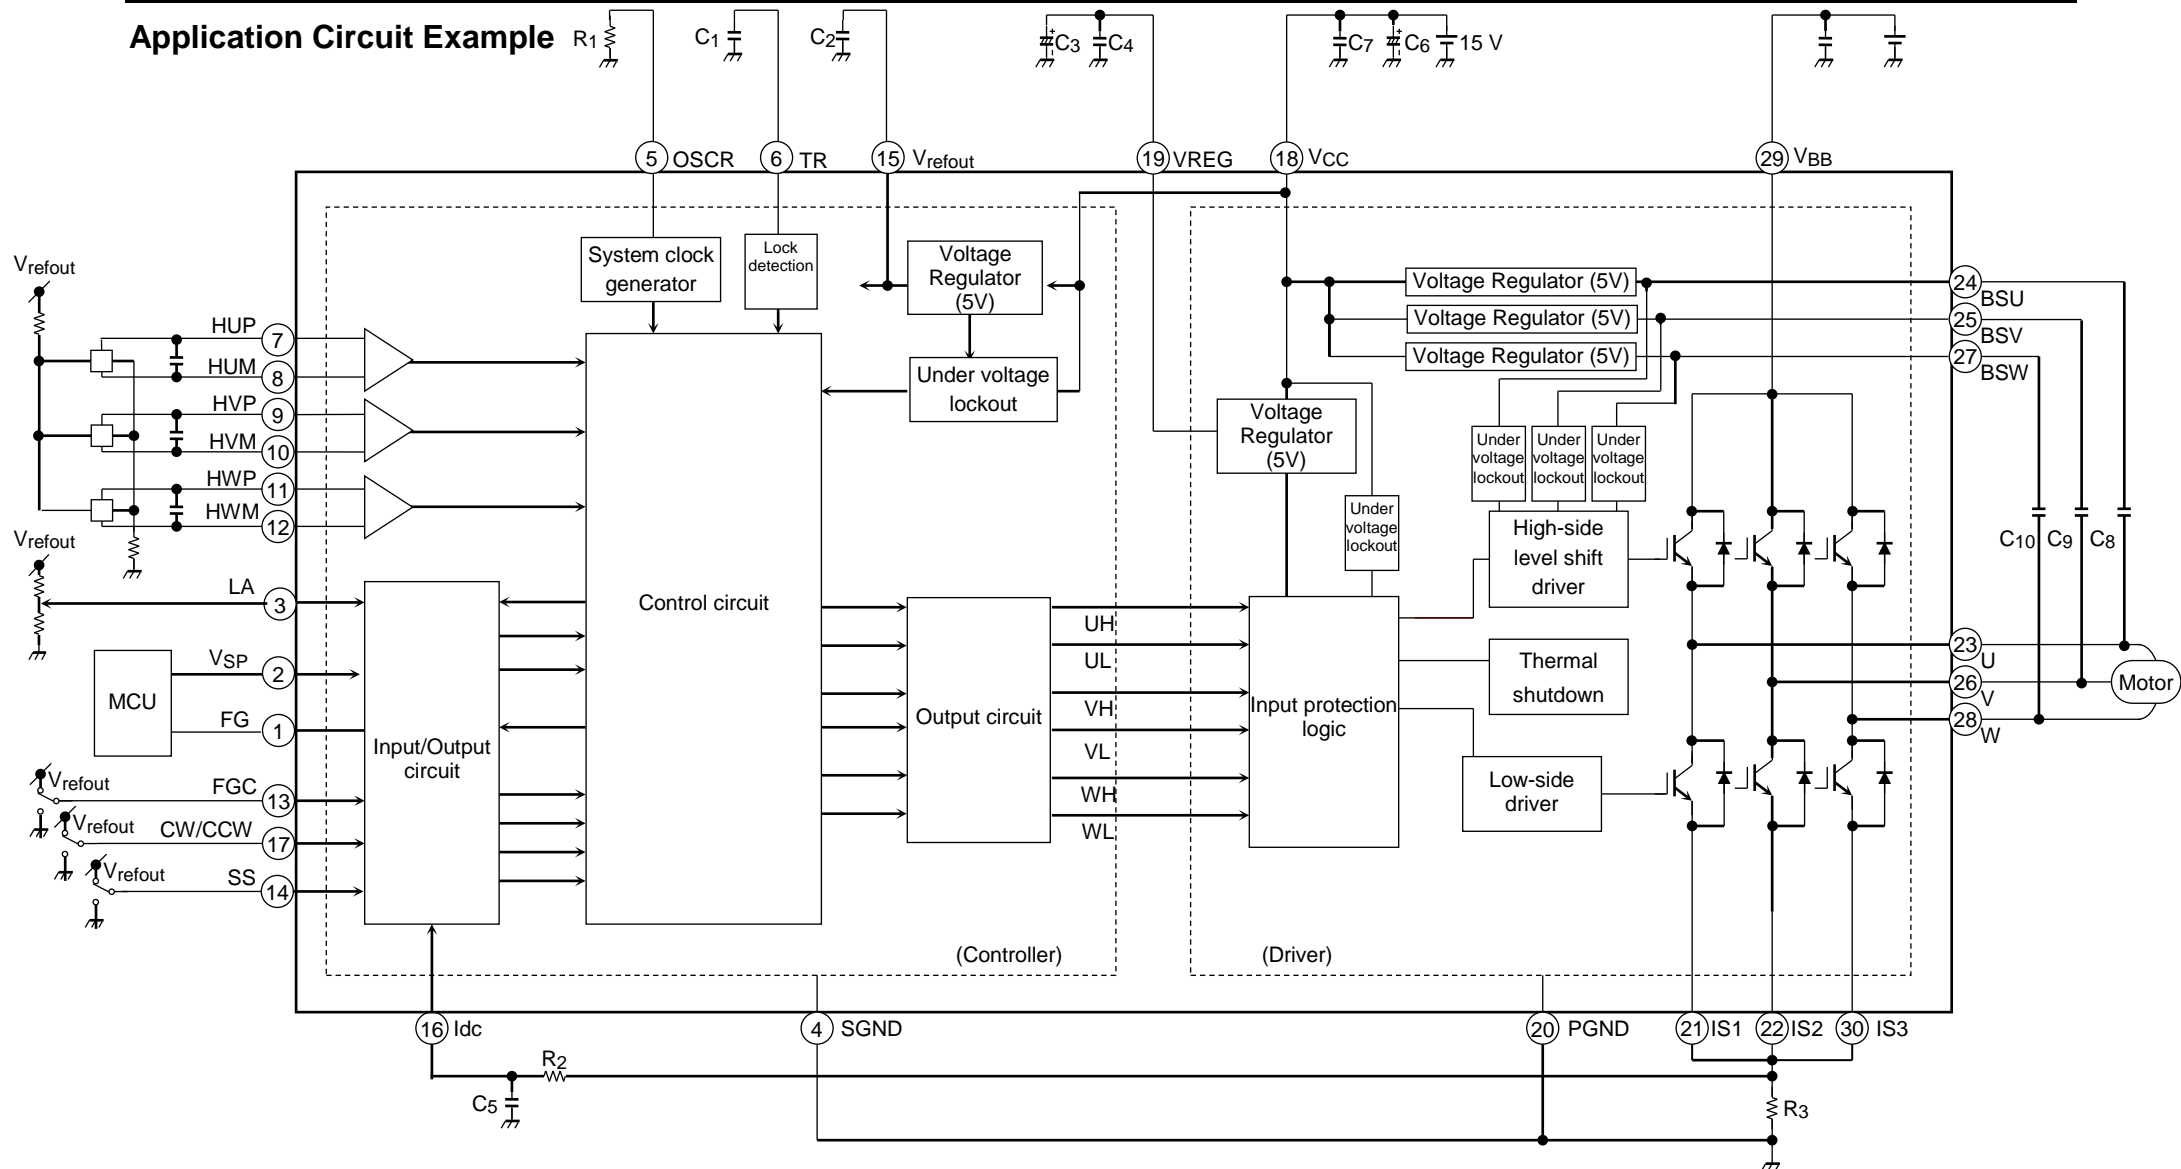 Application Circuit Example
R1
C1
C2
C3
C4
C7
C6
15 V
5
OSCR
6
TR
15
Vrefout
19
VREG
18
VCC
29
VBB
System clock
generator
Lock
detection
Voltage
Regulator
(5V)
Under voltage
lockout
Voltage Regulator (5V)
Voltage Regulator (5V)
Voltage Regulator (5V)
24
BSU
25
BSV
27
BSW
Vrefout
HUP
7
HUM
8
HVP
9
HVM
10
HWP
11
HWM
12
Voltage
Regulator
(5V)
Under
voltage
lockout
Under
voltage
lockout
Under
voltage
lockout
Under
voltage
lockout
High-side
level shift
driver
C10
C9
C8
Vrefout
LA
3
Control circuit
MCU
VSP
2
FG
1
Input/Output
circuit
Output circuit
UH
UL
VH
VL
WH
WL
Input protection
logic
Thermal
shutdown
Low-side
driver
23
U
26
V
28
W
Motor
Vrefout
FGC
13
Vrefout
CW/CCW
17
Vrefout
SS
14
(Controller)
(Driver)
16
Idc
4
SGND
20
PGND
21
IS1
22
IS2
30
IS3
R2
C5
R3